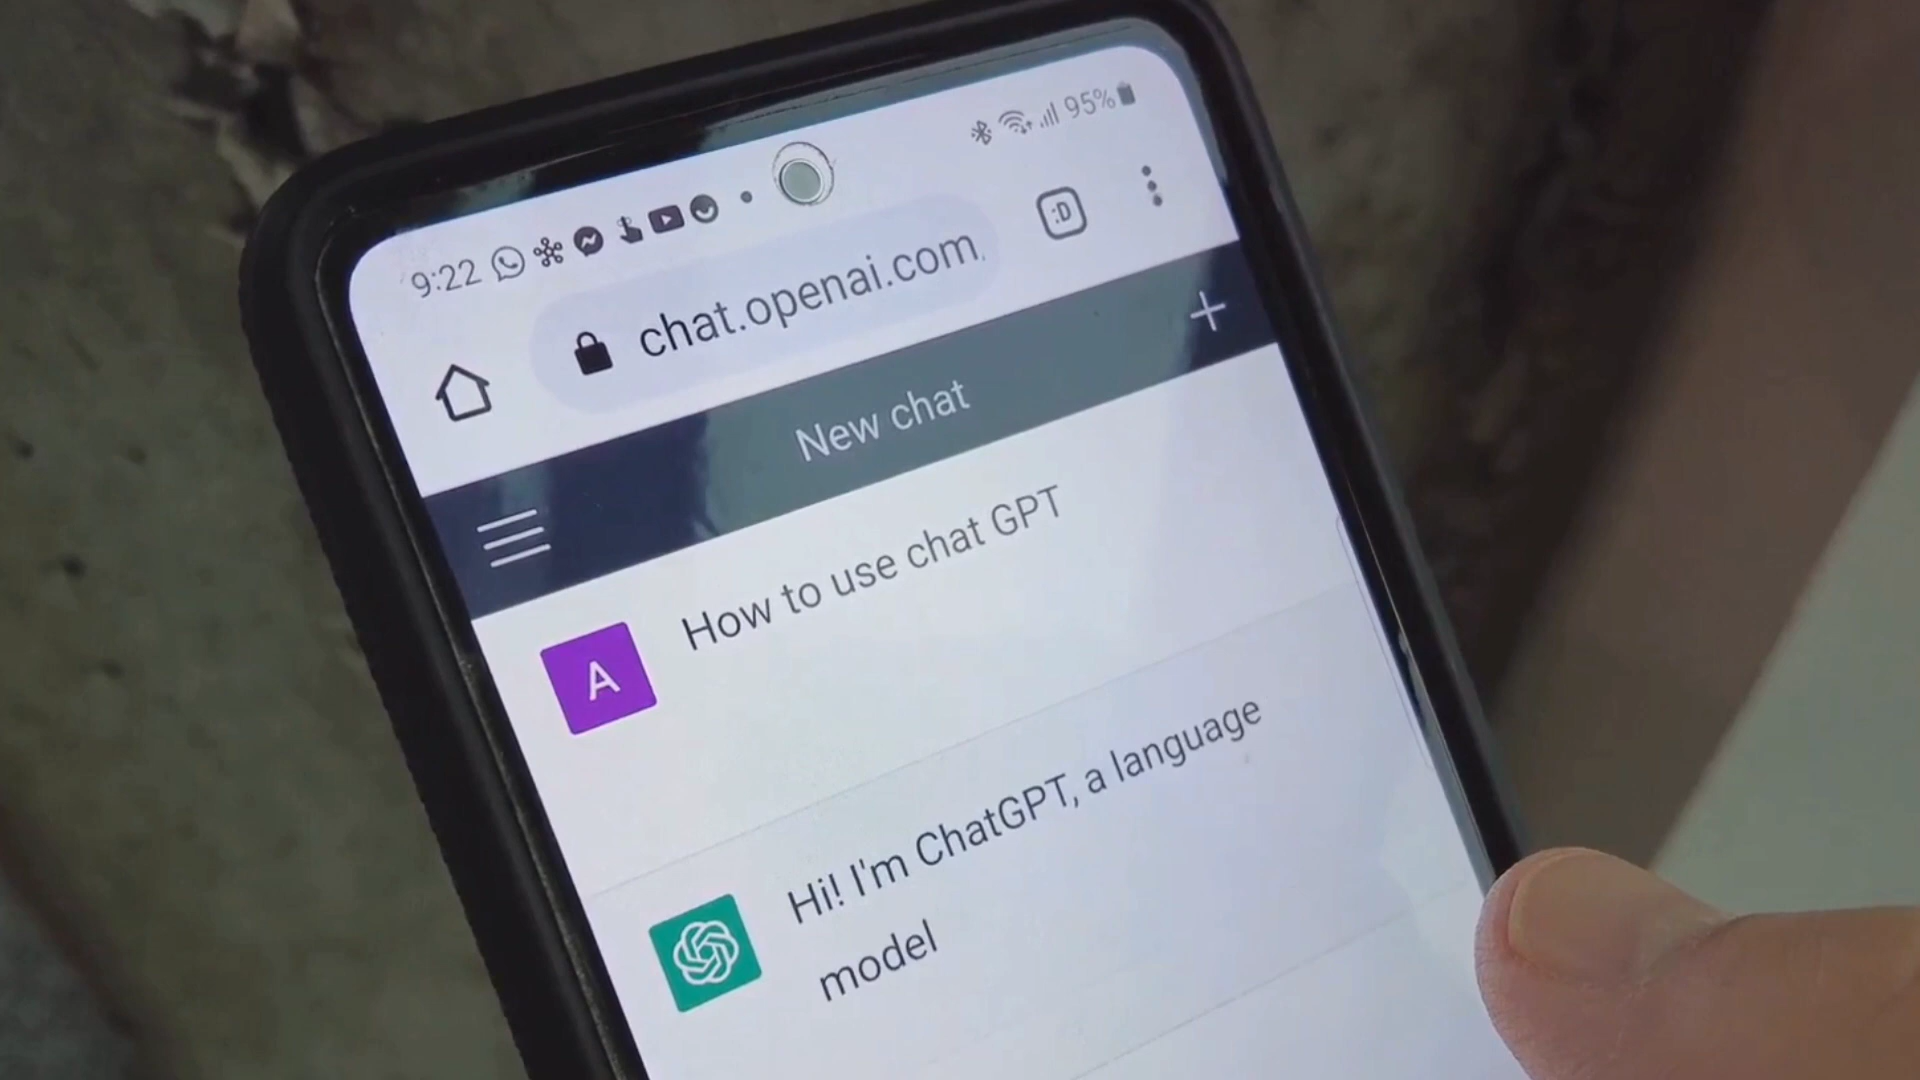 9:22
95%
chat.openai.com
:D
New chat
A
How to use chat GPT
Hi! I'm ChatGPT, a language
model